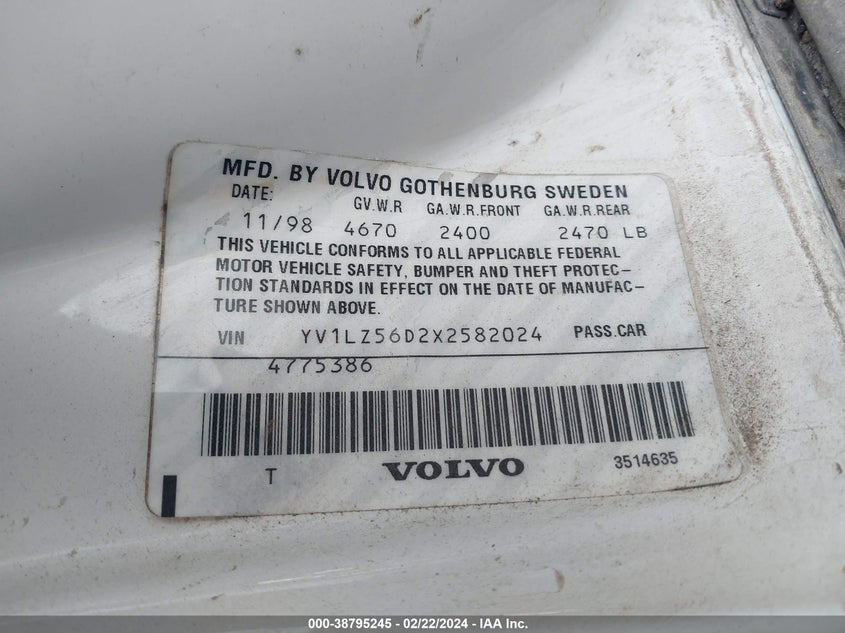 MFD. BY VOLVO GOTHENBURG SWEDEN
DATE: GV.W.R GA.W.R.FRONT GA.W.R.REAR
11/98 4670 2400 2470 LB
THIS VEHICLE CONFORMS TO ALL APPLICABLE FEDERAL
MOTOR VEHICLE SAFETY, BUMPER AND THEFT PROTEC-
TION STANDARDS IN EFFECT ON THE DATE OF MANUFAC-
TURE SHOWN ABOVE.
VIN YV1LZ56D2X2582024 PASS.CAR
4775386
T VOLVO 3514635
000-38795245 - 02/22/2024 - IAA Inc.